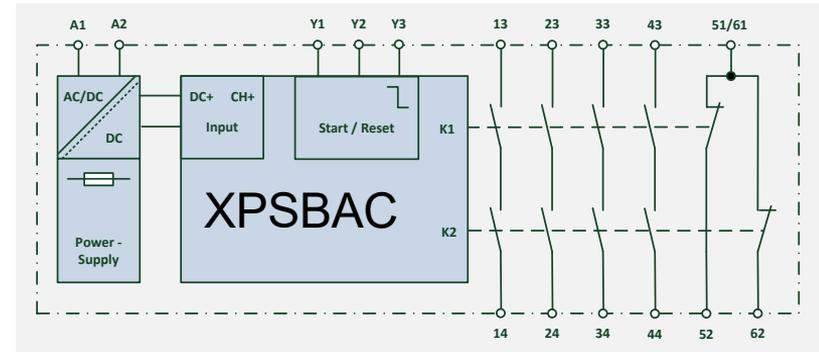 A1 A2 Y1 Y2 Y3 13 23 33 43 51/61
AC/DC
DC
DC+ CH+
Input
Start / Reset
K1
XPSBAC
K2
Power -
Supply
14 24 34 44 52 62